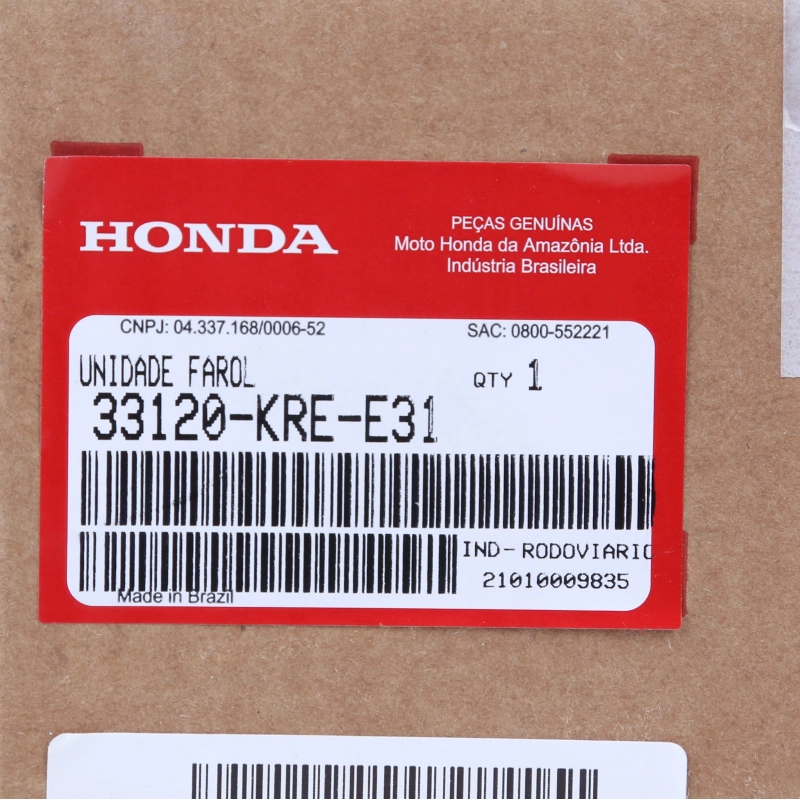 HONDA
PEÇAS GENUÍNAS
Moto Honda da Amazônia Ltda.
Indústria Brasileira
CNPJ: 04.337.168/0006-52
SAC: 0800-552221
UNIDADE FAROL
QTY 1
33120-KRE-E31
IND-RODOVIARIO
21010009835
Made in Brazil